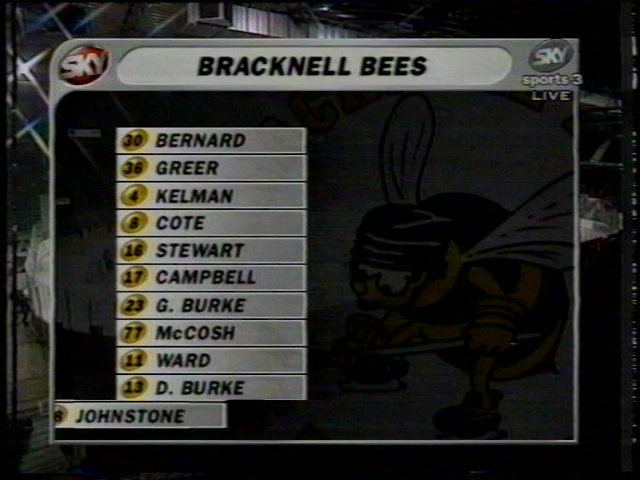 SKY BRACKNELL BEES SKY
sports 3
LIVE
30 BERNARD
36 GREER
4 KELMAN
8 COTE
16 STEWART
17 CAMPBELL
23 G. BURKE
77 McCOSH
11 WARD
13 D. BURKE
JOHNSTONE